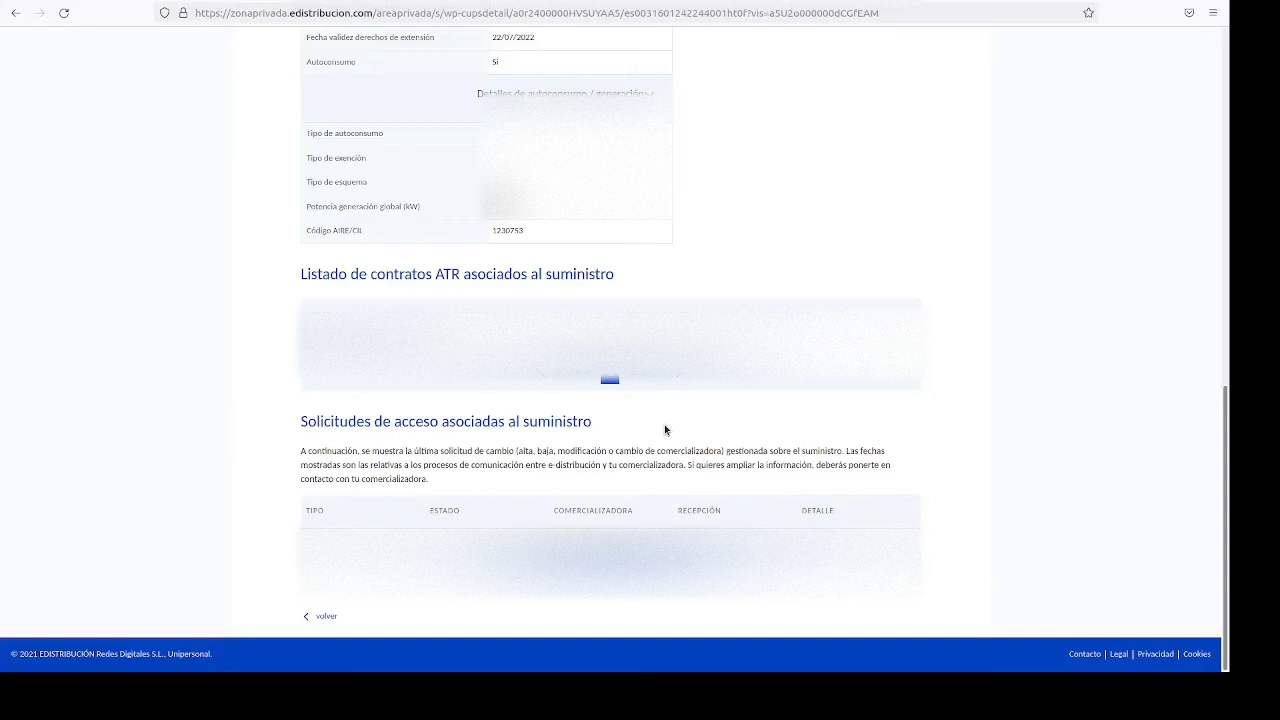 https://zonaprivada.edistribucion.com/areaprivada/s/wp-cupsdetail/a0r2400000HVSUYAA5/es0031601242244001ht0f?vis=a5U2o000000dCGfEAM
Fecha validez derechos de extensión 22/07/2022
Autoconsumo Si
Detalles de autoconsumo / generación
Tipo de autoconsumo
Tipo de exención
Tipo de esquema
Potencia generación global (kW)
Código AIRE/CIL 1230753
Listado de contratos ATR asociados al suministro
Solicitudes de acceso asociadas al suministro
A continuación, se muestra la última solicitud de cambio (alta, baja, modificación o cambio de comercializadora) gestionada sobre el suministro. Las fechas
mostradas son las relativas a los procesos de comunicación entre e-distribución y tu comercializadora. Si quieres ampliar la información, deberás ponerte en
contacto con tu comercializadora.
TIPO ESTADO COMERCIALIZADORA RECEPCIÓN DETALLE
volver
© 2021 EDISTRIBUCIÓN Redes Digitales S.L., Unipersonal. Contacto | Legal | Privacidad | Cookies